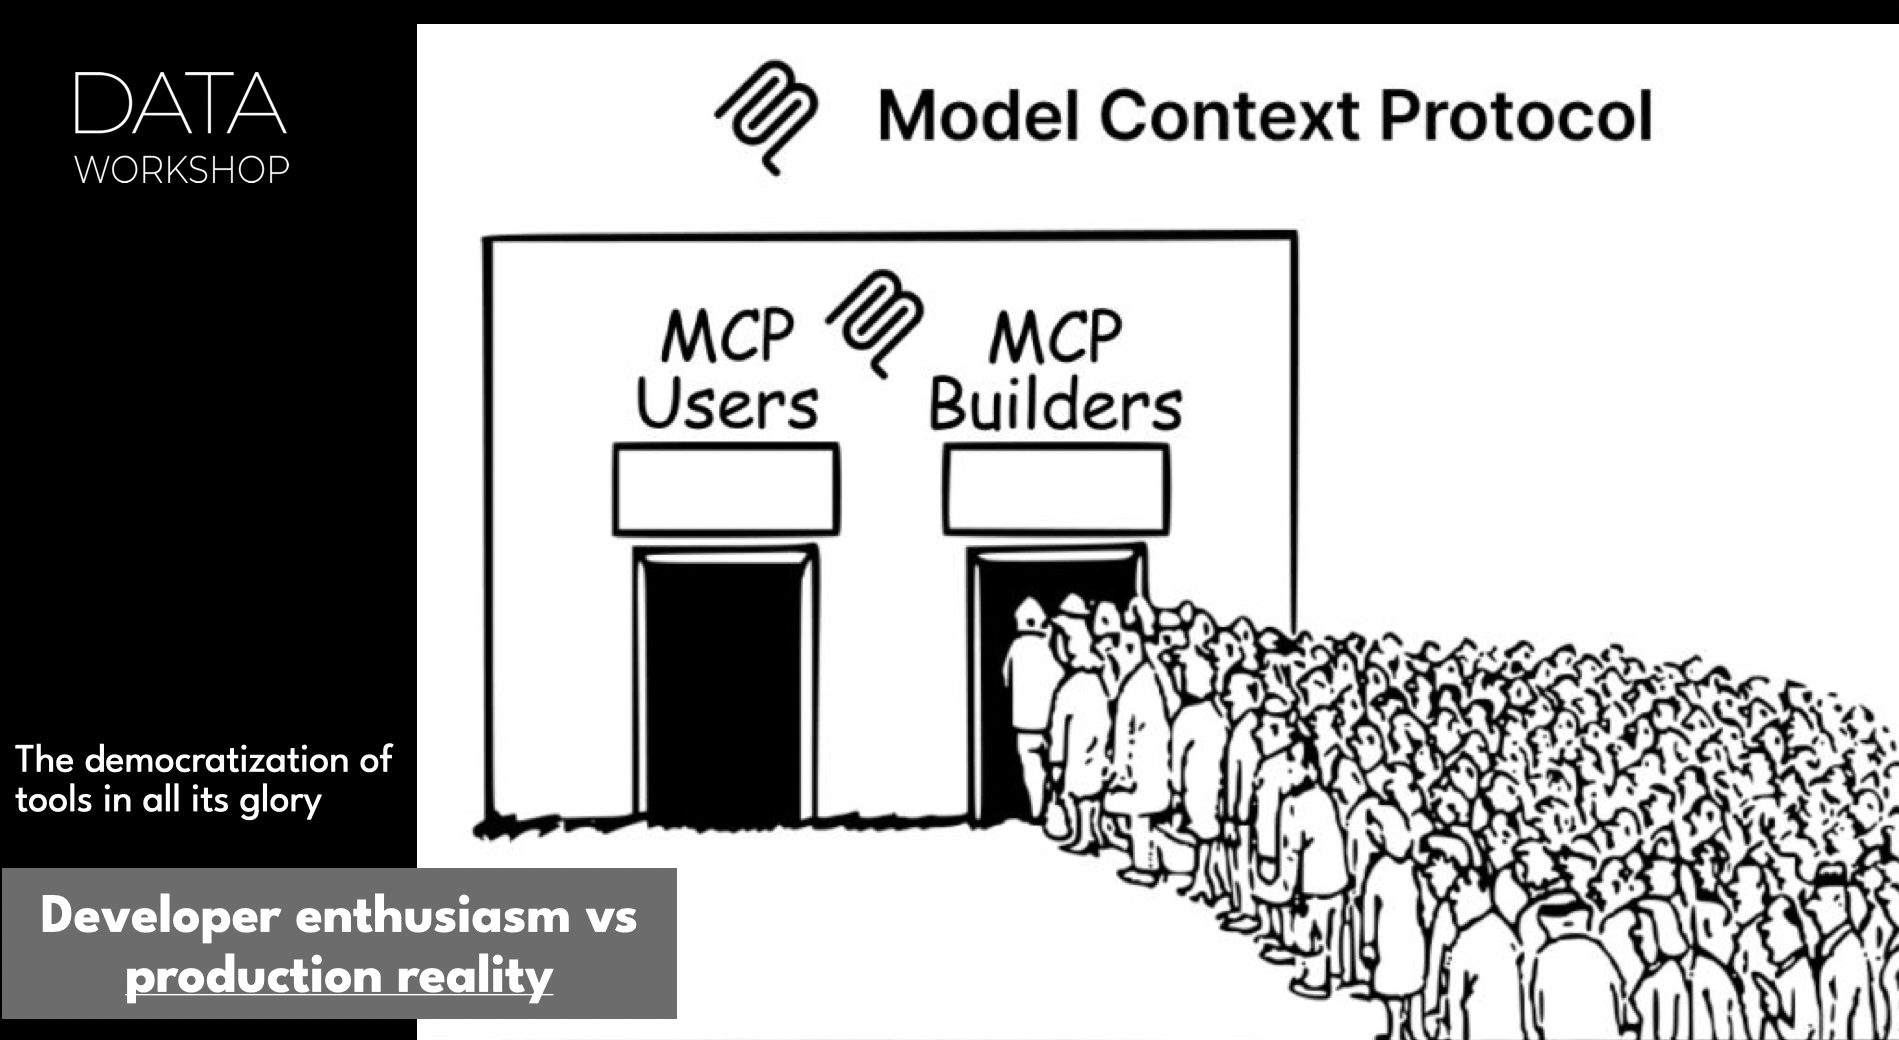 DATA
WORKSHOP
Model Context Protocol
MCP
Users
MCP
Builders
The democratization of
tools in all its glory
Developer enthusiasm vs
production reality